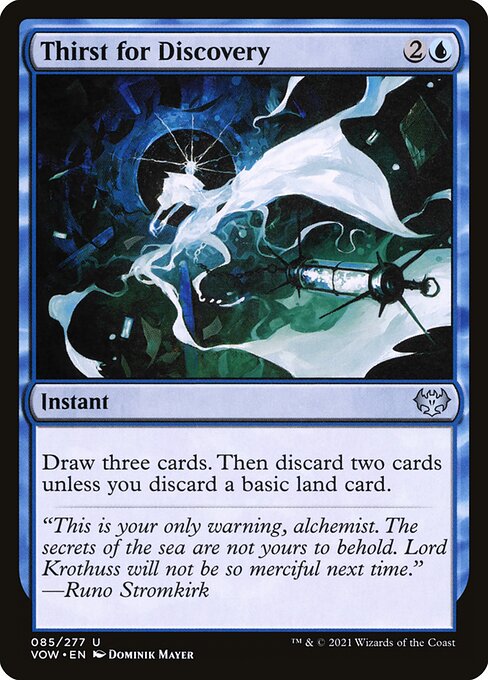 Thirst for Discovery 2
Instant
Draw three cards. Then discard two cards
unless you discard a basic land card.
“This is your only warning, alchemist. The
secrets of the sea are not yours to behold. Lord
Krothuss will not be so merciful next time.”
—Runo Stromkirk
085/277 U
VOW • EN Dominik Mayer
™ & © 2021 Wizards of the Coast